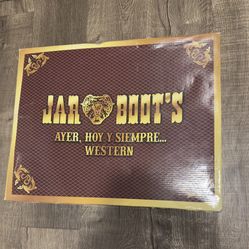 JAR BOOT'S
AYER, HOY Y SIEMPRE...
WESTERN